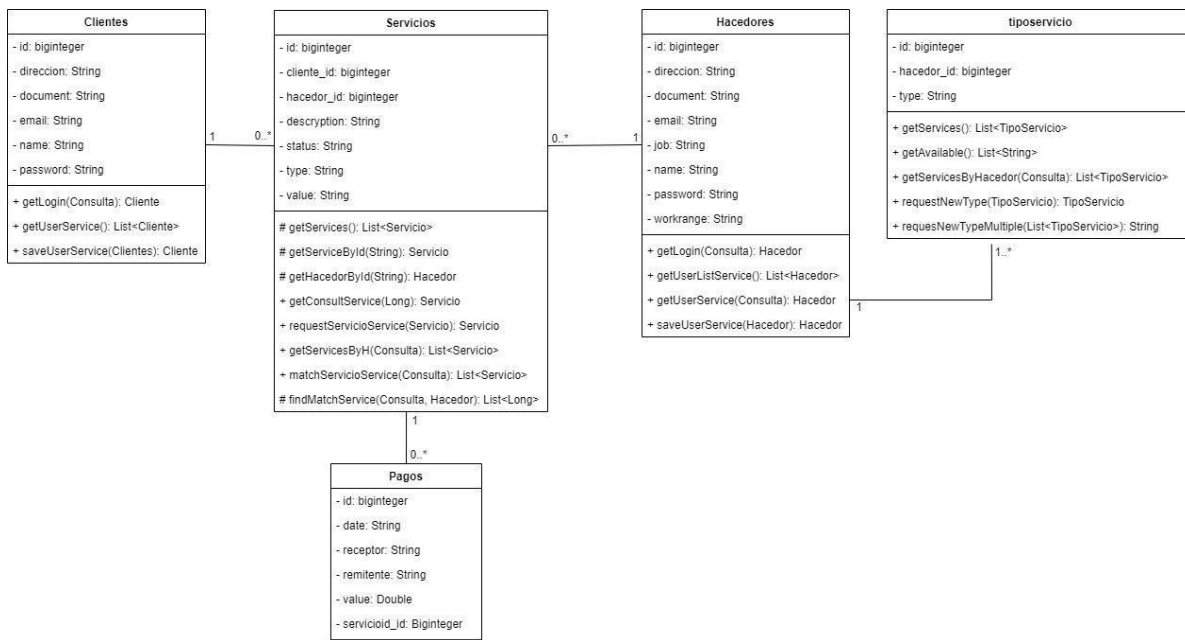 Clientes
- id: biginteger
- direccion: String
- document: String
- email: String
- name: String
- password: String
+ getLogin(Consulta): Cliente
+ getUserService(): List<Cliente>
+ saveUserService(Clientes): Cliente
1
0..*
Servicios
- id: biginteger
- cliente_id: biginteger
- hacedor_id: biginteger
- descryption: String
- status: String
- type: String
- value: String
# getServices(): List<Servicio>
# getServiceById(String): Servicio
# getHacedorById(String): Hacedor
+ getConsultService(Long): Servicio
+ requestServicioService(Servicio): Servicio
+ getServicesByH(Consulta): List<Servicio>
+ matchServicioService(Consulta): List<Servicio>
# findMatchService(Consulta, Hacedor): List<Long>
0..*
1
Hacedores
- id: biginteger
- direccion: String
- document: String
- email: String
- job: String
- name: String
- password: String
- workrange: String
+ getLogin(Consulta): Hacedor
+ getUserListService(): List<Hacedor>
+ getUserService(Consulta): Hacedor
+ saveUserService(Hacedor): Hacedor
1
1..*
tiposervicio
- id: biginteger
- hacedor_id: biginteger
- type: String
+ getServices(): List<TipoServicio>
+ getAvailable(): List<String>
+ getServicesByHacedor(Consulta): List<TipoServicio>
+ requestNewType(TipoServicio): TipoServicio
+ requesNewTypeMultiple(List<TipoServicio>): String
1
0..*
Pagos
- id: biginteger
- date: String
- receptor: String
- remitente: String
- value: Double
- servicioid_id: Biginteger